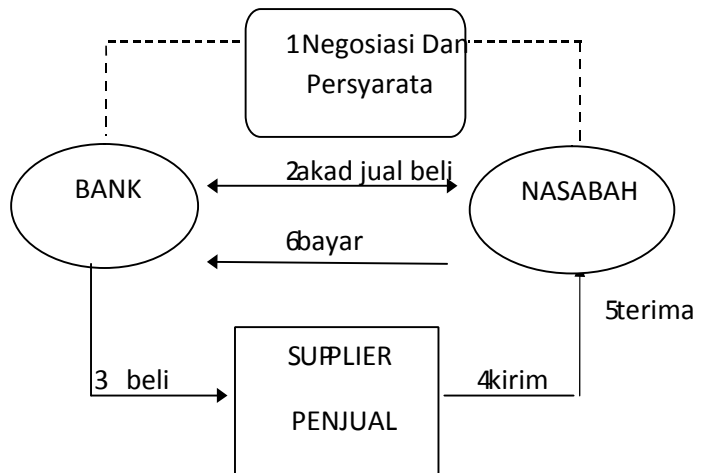 1Negosiasi Dan
Persyarata
2akad jual beli
BANK
NASABAH
6bayar
5terima
SUPPLIER
3 beli
4kirim
PENJUAL